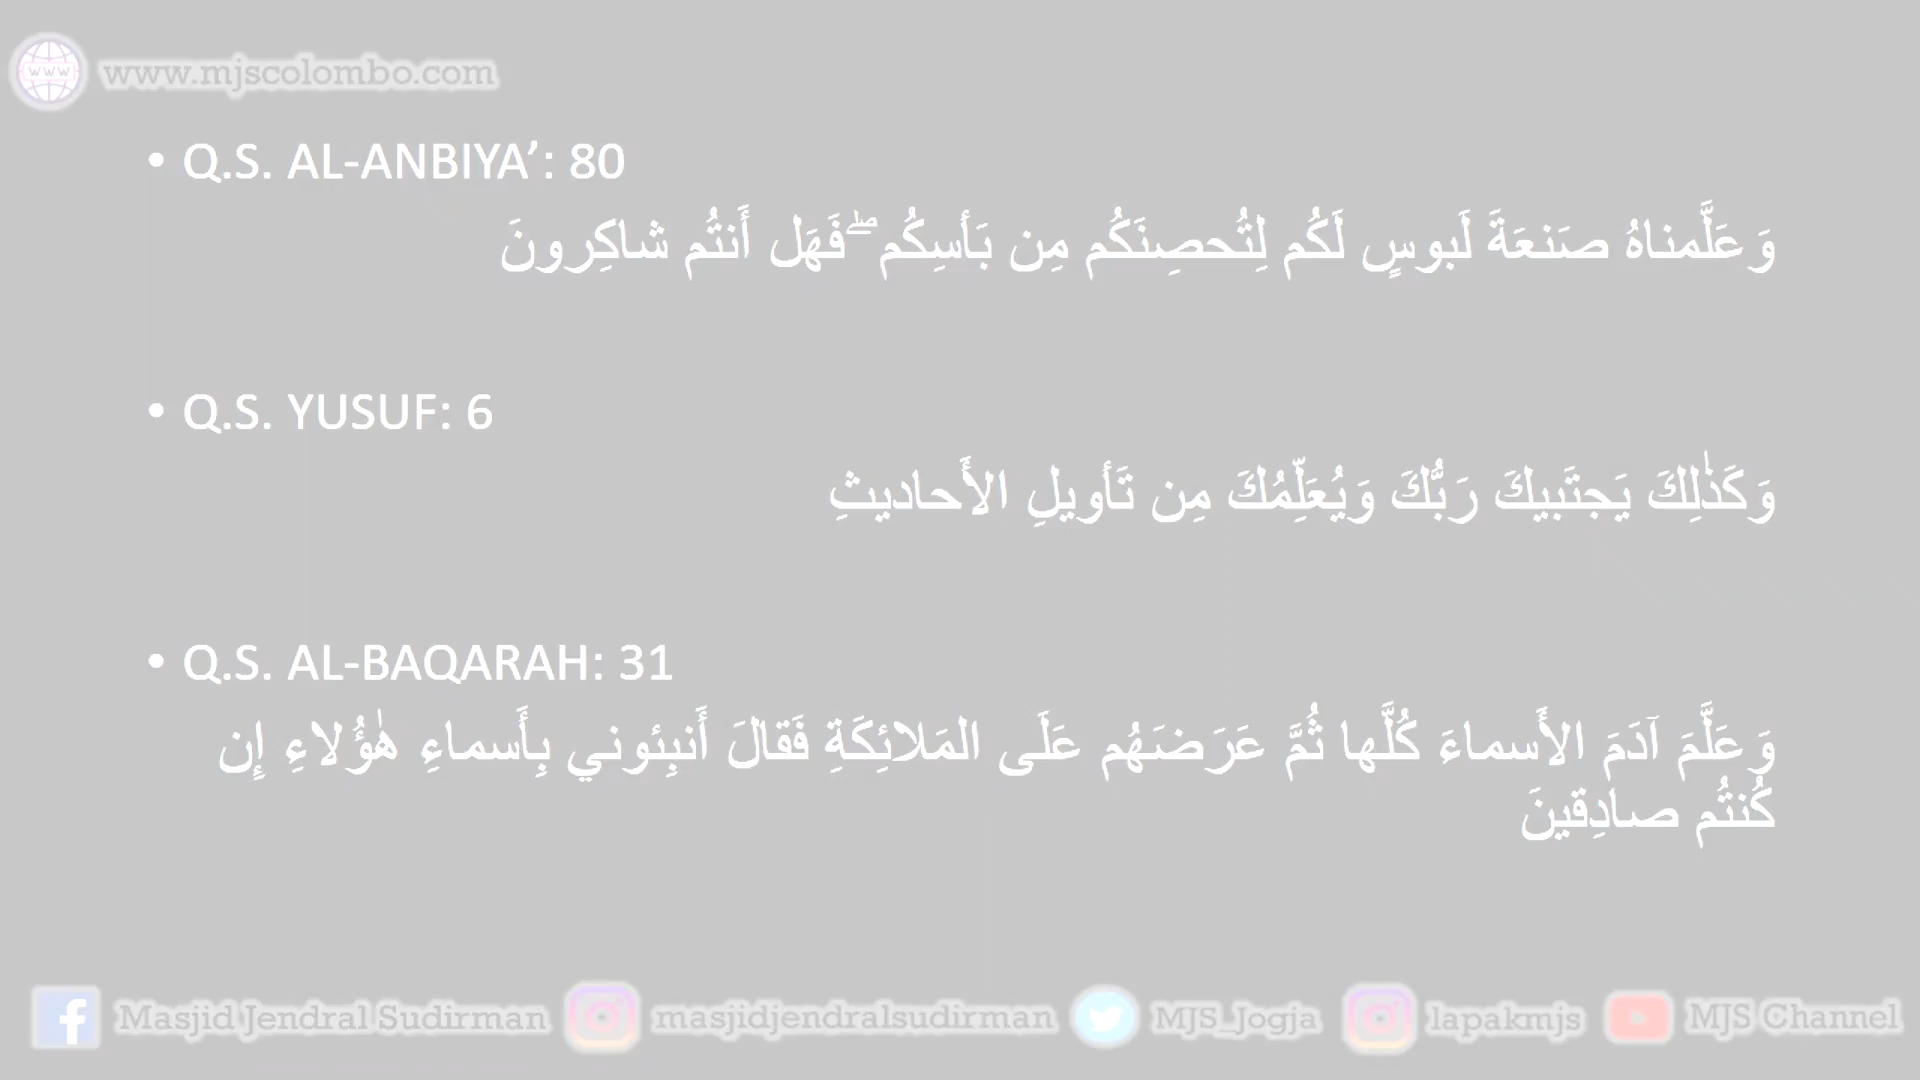 www
www.mjscolombo.com
• Q.S. AL-ANBIYA’: 80
وَعَلَّمناهُ صَنعَةَ لَبوسٍ لَكُم لِتُحصِنَكُم مِن بَأسِكُم ۖ فَهَل أَنتُم شاكِرونَ
• Q.S. YUSUF: 6
وَكَذٰلِكَ يَجتَبيكَ رَبُّكَ وَيُعَلِّمُكَ مِن تَأويلِ الأَحاديثِ
• Q.S. AL-BAQARAH: 31
وَعَلَّمَ آدَمَ الأَسماءَ كُلَّها ثُمَّ عَرَضَهُم عَلَى المَلائِكَةِ فَقالَ أَنبِئوني بِأَسماءِ هٰؤُلاءِ إِن
كُنتُم صادِقينَ
Masjid Jendral Sudirman masjidjendralsudirman MJS_Jogja lapakmjs MJS Channel